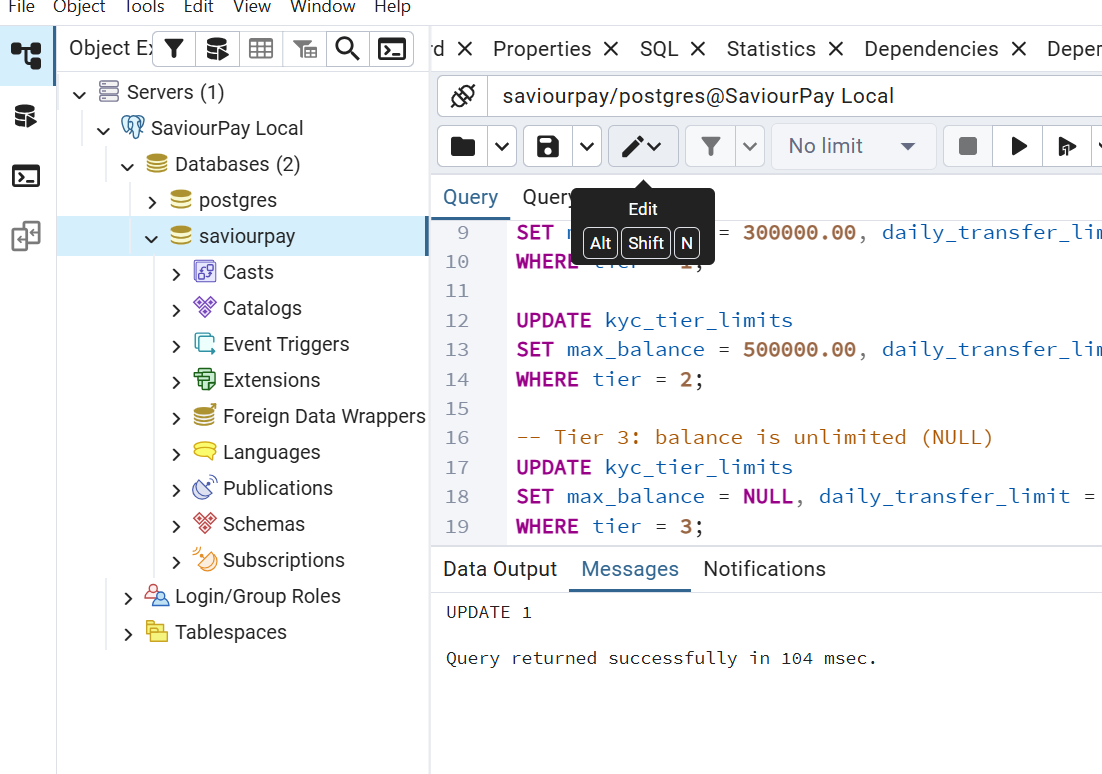 File Object Tools Edit View Window Help
Object Ex
rd Properties SQL Statistics Dependencies Deper
Servers (1)
SaviourPay Local
Databases (2)
postgres
saviourpay
Casts
Catalogs
Event Triggers
Extensions
Foreign Data Wrappers
Languages
Publications
Schemas
Subscriptions
Login/Group Roles
Tablespaces
saviourpay/postgres@SaviourPay Local
No limit
Query Query
Edit
Alt Shift N
9 SET = 300000.00, daily_transfer_lim
10 WHERE tier = 1;
11
12 UPDATE kyc_tier_limits
13 SET max_balance = 500000.00, daily_transfer_lim
14 WHERE tier = 2;
15
16 -- Tier 3: balance is unlimited (NULL)
17 UPDATE kyc_tier_limits
18 SET max_balance = NULL, daily_transfer_limit =
19 WHERE tier = 3;
Data Output Messages Notifications
UPDATE 1
Query returned successfully in 104 msec.